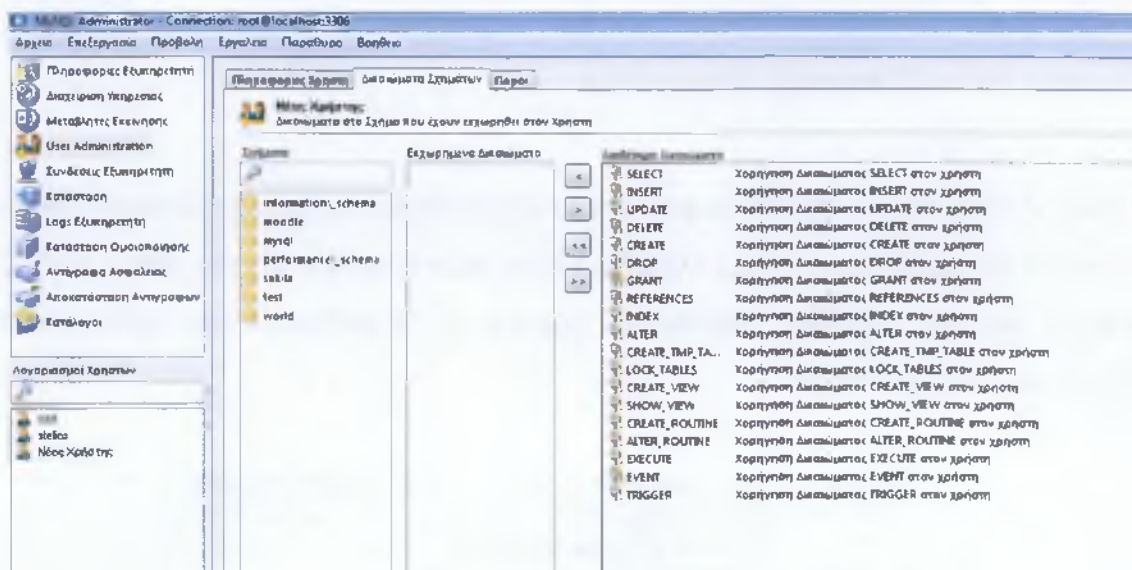 Administrator - Connection: root@localhost:3306
Αρχείο Επεξεργασία Προβολή Εργαλεία Παράθυρο Βοήθεια
Πληροφορίες Εξυπηρετητή
Διαχείριση Υπηρεσίας
Μεταβλητές Εκκίνησης
User Administration
Συνδέσεις Εξυπηρετητή
Κατάσταση
Logs Εξυπηρετητή
Κατάσταση Ομοιοποίησης
Αντίγραφα Ασφαλείας
Αποκατάσταση Αντιγράφων
Κατάλογοι
Λογαριασμοί Χρηστών
stelios
Νέος Χρήστης
Πληροφορίες Χρήστη Δικαιώματα Σχημάτων Πόροι
Νέος Χρήστης
Δικαιώματα στο Σχήμα που έχουν εκχωρηθεί στον Χρήστη
Σχήματα
information\_schema
moodle
mysql
performance\_schema
sakila
test
world
Εκχωρημένα Δικαιώματα
<
>
<<
>>
Διαθέσιμα Δικαιώματα
SELECT Χορήγηση Δικαιώματος SELECT στον χρήστη
INSERT Χορήγηση Δικαιώματος INSERT στον χρήστη
UPDATE Χορήγηση Δικαιώματος UPDATE στον χρήστη
DELETE Χορήγηση Δικαιώματος DELETE στον χρήστη
CREATE Χορήγηση Δικαιώματος CREATE στον χρήστη
DROP Χορήγηση Δικαιώματος DROP στον χρήστη
GRANT Χορήγηση Δικαιώματος GRANT στον χρήστη
REFERENCES Χορήγηση Δικαιώματος REFERENCES στον χρήστη
INDEX Χορήγηση Δικαιώματος INDEX στον χρήστη
ALTER Χορήγηση Δικαιώματος ALTER στον χρήστη
CREATE_TMP_TA... Χορήγηση Δικαιώματος CREATE_TMP_TABLE στον χρήστη
LOCK_TABLES Χορήγηση Δικαιώματος LOCK_TABLES στον χρήστη
CREATE_VIEW Χορήγηση Δικαιώματος CREATE_VIEW στον χρήστη
SHOW_VIEW Χορήγηση Δικαιώματος SHOW_VIEW στον χρήστη
CREATE_ROUTINE Χορήγηση Δικαιώματος CREATE_ROUTINE στον χρήστη
ALTER_ROUTINE Χορήγηση Δικαιώματος ALTER_ROUTINE στον χρήστη
EXECUTE Χορήγηση Δικαιώματος EXECUTE στον χρήστη
EVENT Χορήγηση Δικαιώματος EVENT στον χρήστη
TRIGGER Χορήγηση Δικαιώματος TRIGGER στον χρήστη